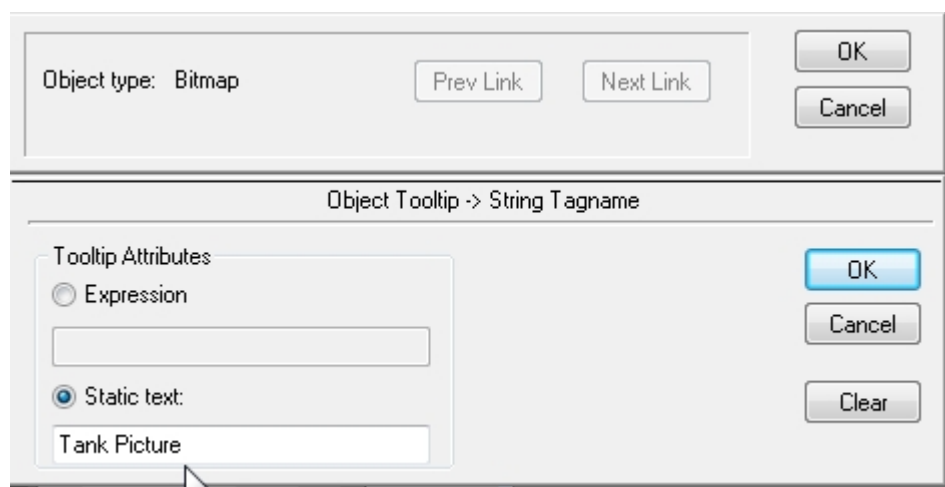 OK
Object type: Bitmap Prev Link Next Link
Cancel
Object Tooltip -> String Tagname
Tooltip Attributes
OK
Expression
Cancel
Static text:
Clear
Tank Picture